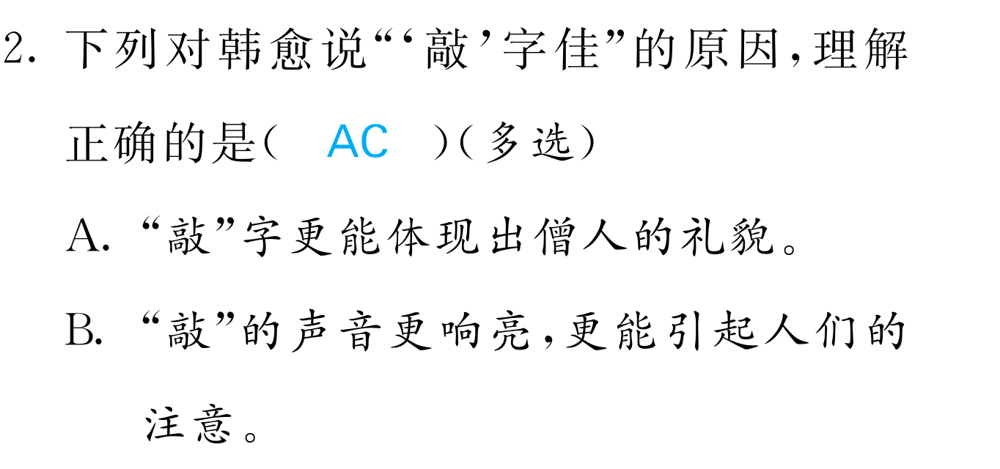 2. 下列对韩愈说“‘敲’字佳”的原因,理解
正确的是( AC )(多选)
A. “敲”字更能体现出僧人的礼貌。
B. “敲”的声音更响亮,更能引起人们的
注意。